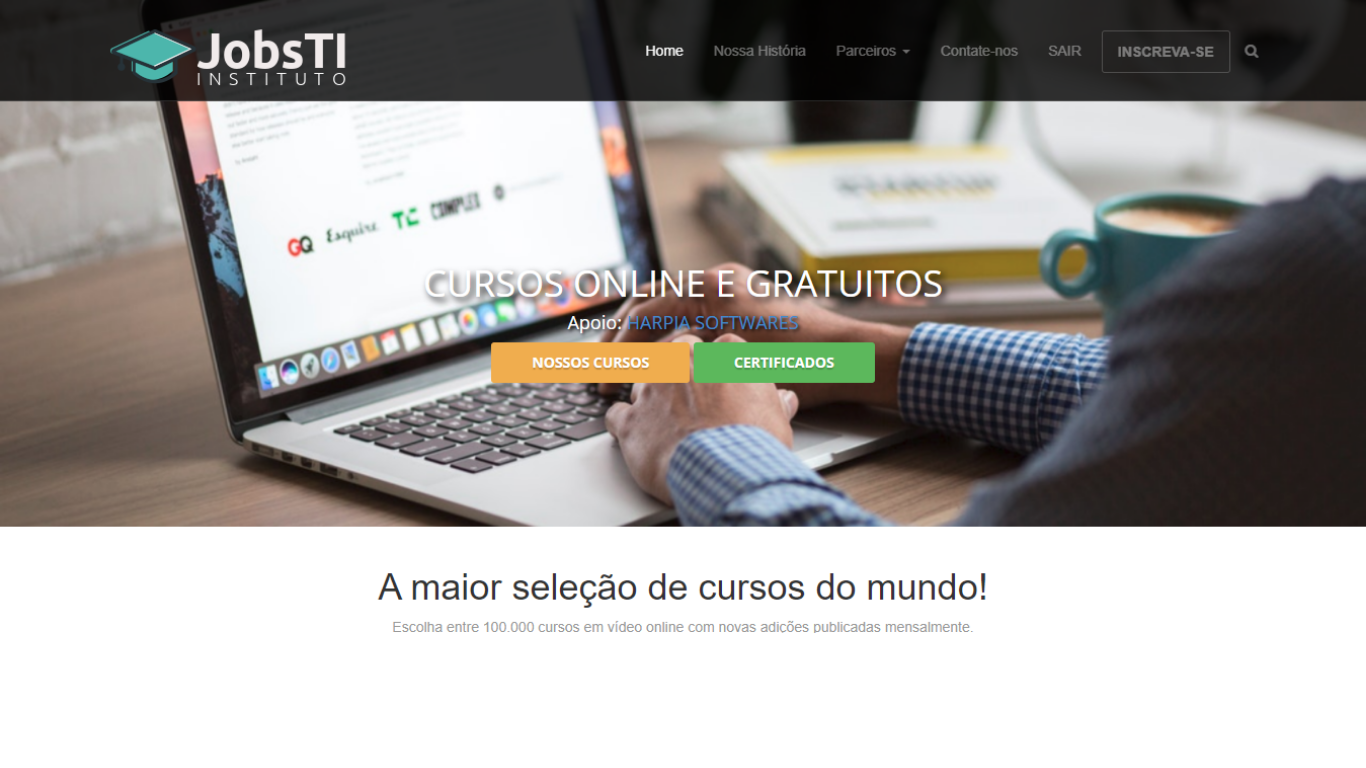 JobsTI
INSTITUTO
Home
Nossa História
Parceiros
Contate-nos
SAIR
INSCREVA-SE
GQ
Esquire
TC
COMPLEX
CURSOS ONLINE E GRATUITOS
Apoio: HARPIA SOFTWARES
NOSSOS CURSOS
CERTIFICADOS
A maior seleção de cursos do mundo!
Escolha entre 100.000 cursos em vídeo online com novas adições publicadas mensalmente.